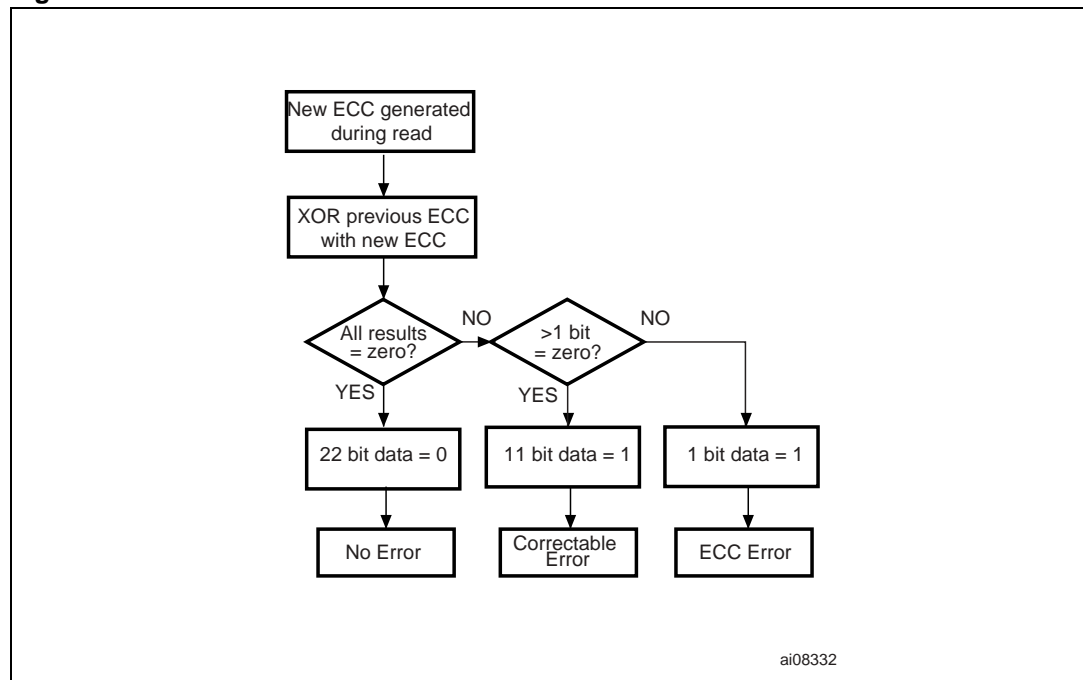 New ECC generated
during read
XOR previous ECC
with new ECC
All results
= zero?
NO
>1 bit
= zero?
NO
YES
YES
22 bit data = 0
11 bit data = 1
1 bit data = 1
No Error
Correctable
Error
ECC Error
ai08332